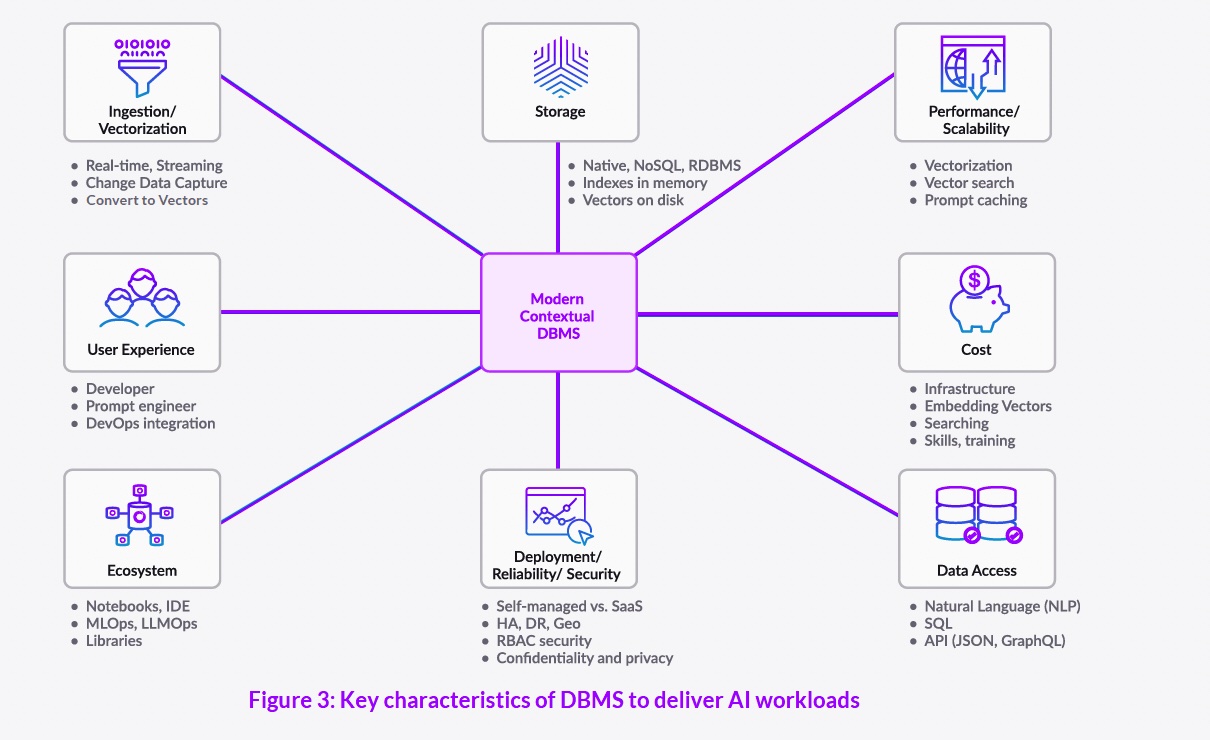 01010
Ingestion/
Vectorization
Real-time, Streaming
Change Data Capture
Convert to Vectors
Storage
Native, NoSQL, RDBMS
Indexes in memory
Vectors on disk
Performance/
Scalability
Vectorization
Vector search
Prompt caching
User Experience
Developer
Prompt engineer
DevOps integration
Modern
Contextual
DBMS
$
Cost
Infrastructure
Embedding Vectors
Searching
Skills, training
Ecosystem
Notebooks, IDE
MLOps, LLMOps
Libraries
Deployment/
Reliability/ Security
Self-managed vs. SaaS
HA, DR, Geo
RBAC security
Confidentiality and privacy
Data Access
Natural Language (NLP)
SQL
API (JSON, GraphQL)
Figure 3: Key characteristics of DBMS to deliver AI workloads